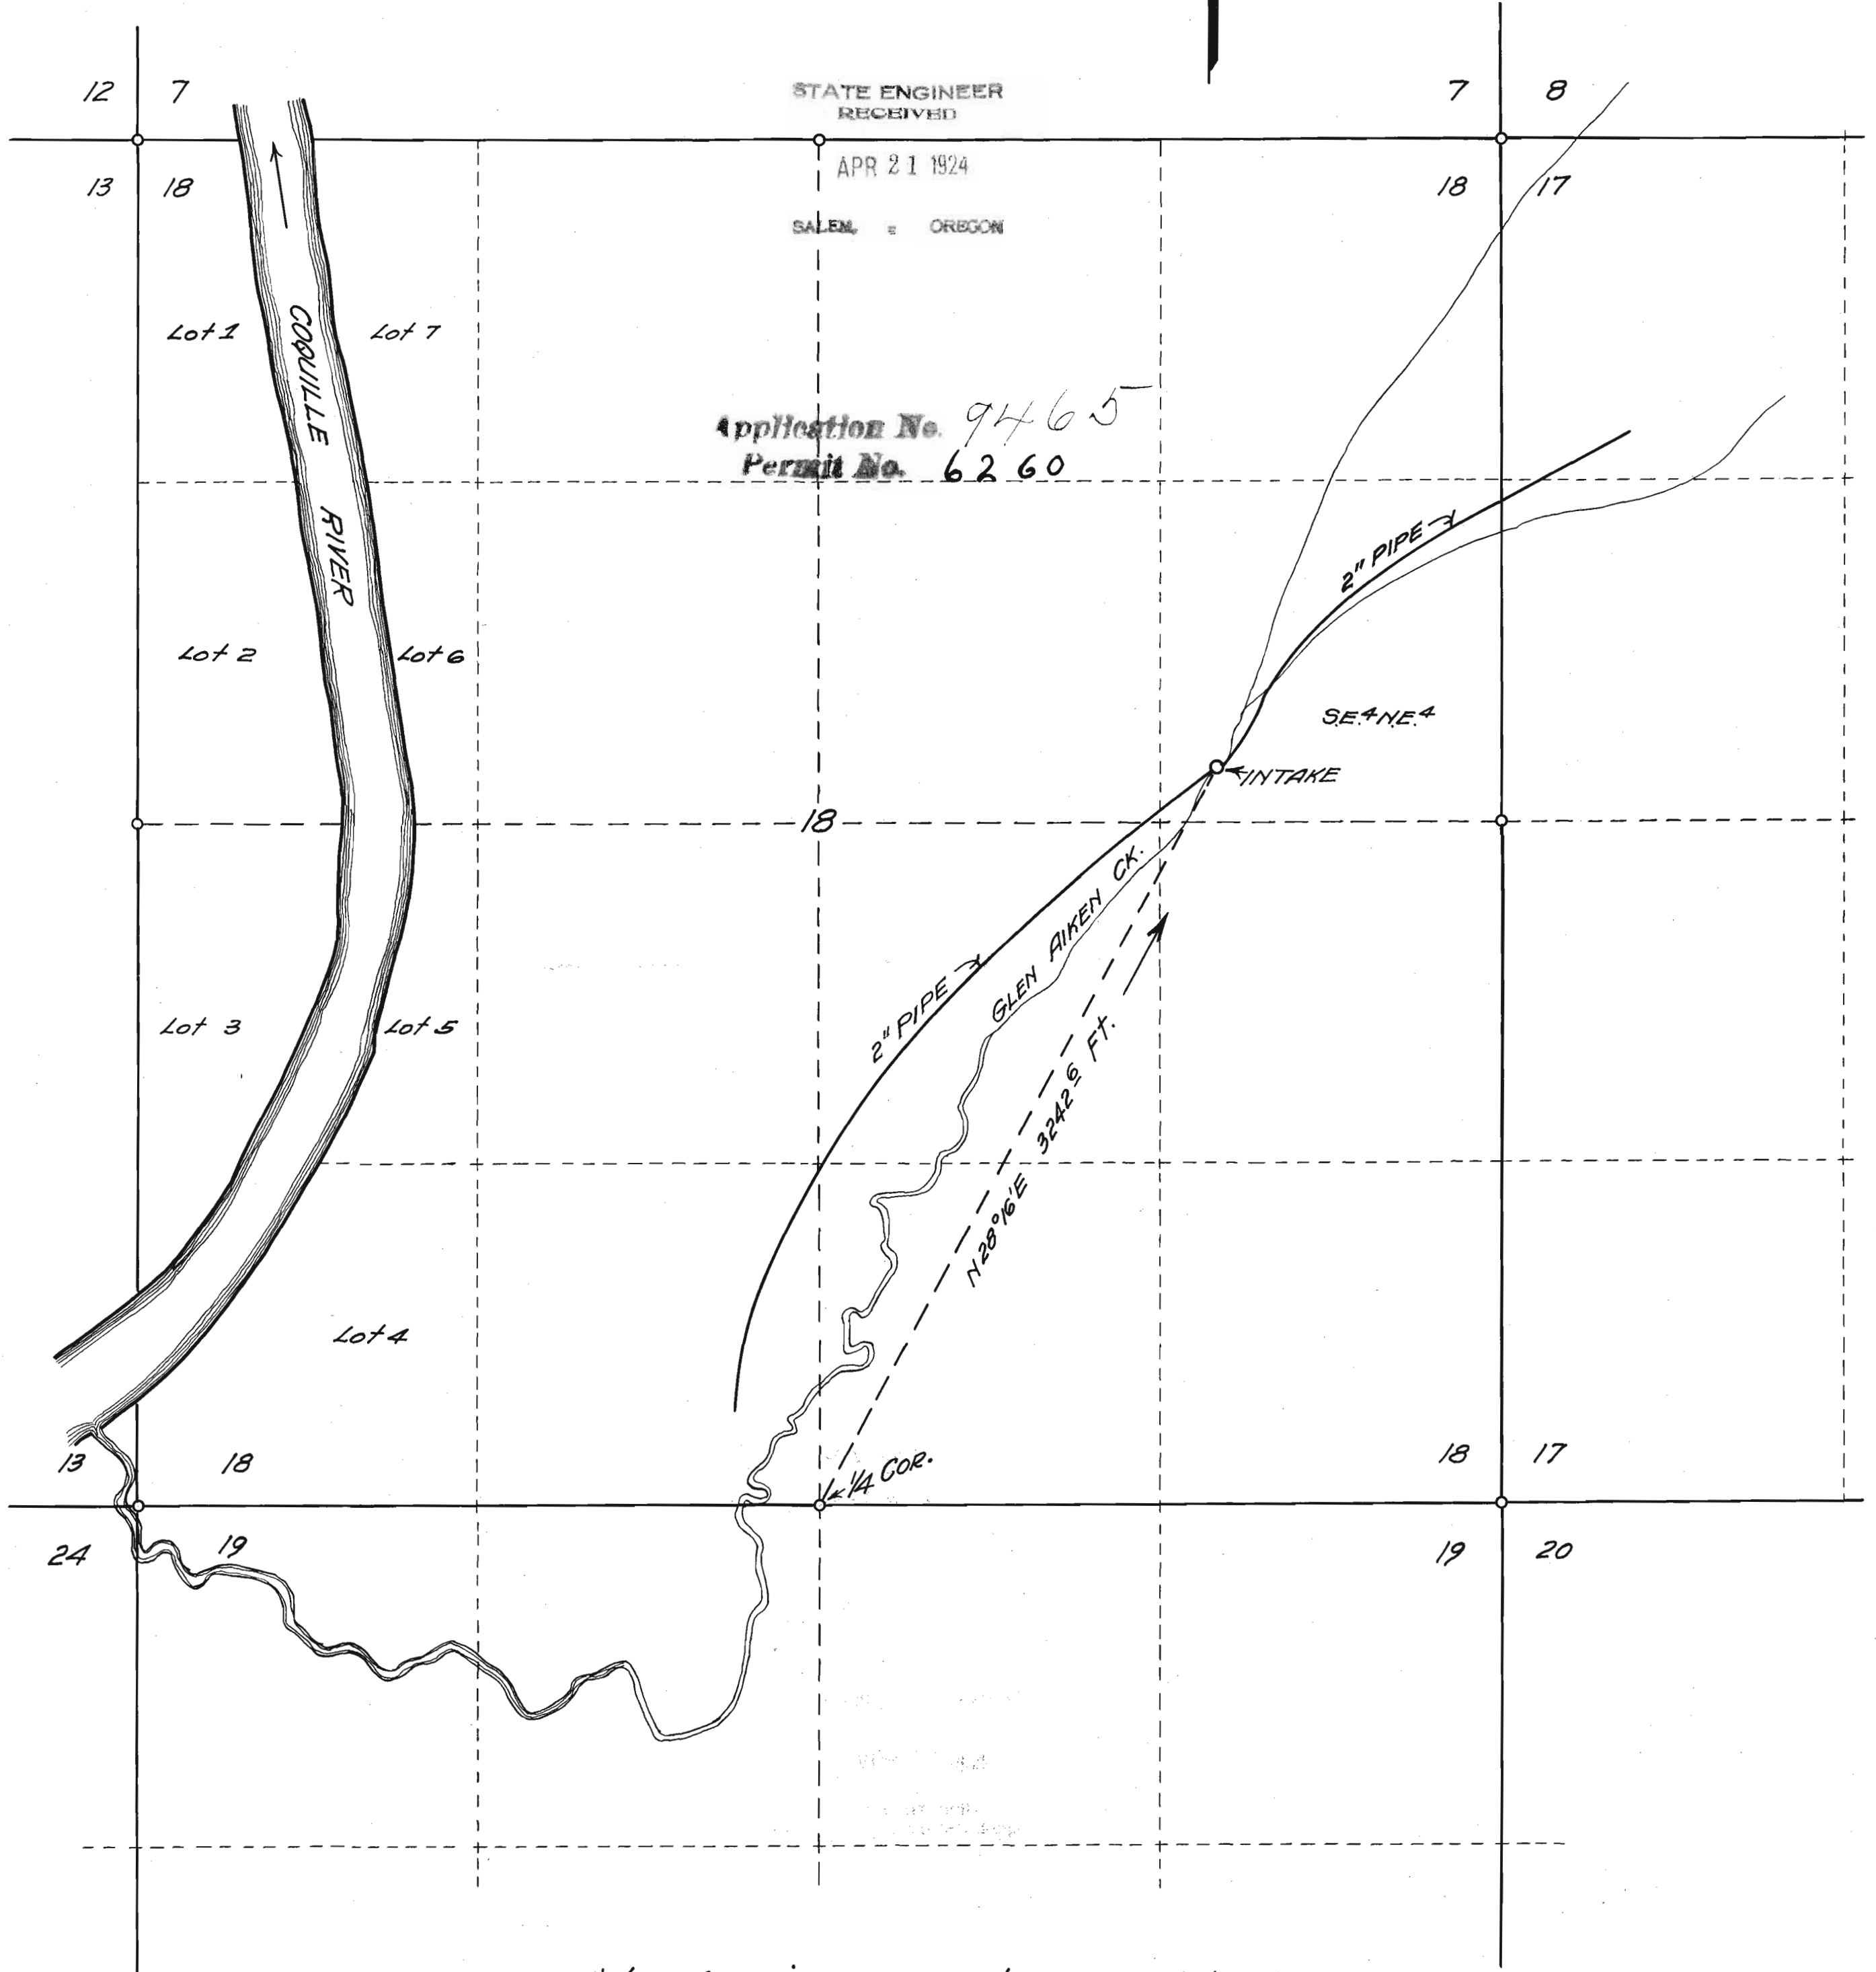 12 7
7 8
STATE ENGINEER
RECEIVED
APR 21 1924
SALEM, = OREGON
13 18
18 17
Lot 1
COQUILLE RIVER
Lot 7
Application No. 9465
Permit No. 6260
2" PIPE
Lot 2
Lot 6
S.E.4 N.E.4
INTAKE
18
GLEN AIKEN CK.
2" PIPE
Lot 3
Lot 5
N 28°16'E 3242 6 FT.
Lot 4
1/4 COR.
13 18
18 17
24 19
19 20